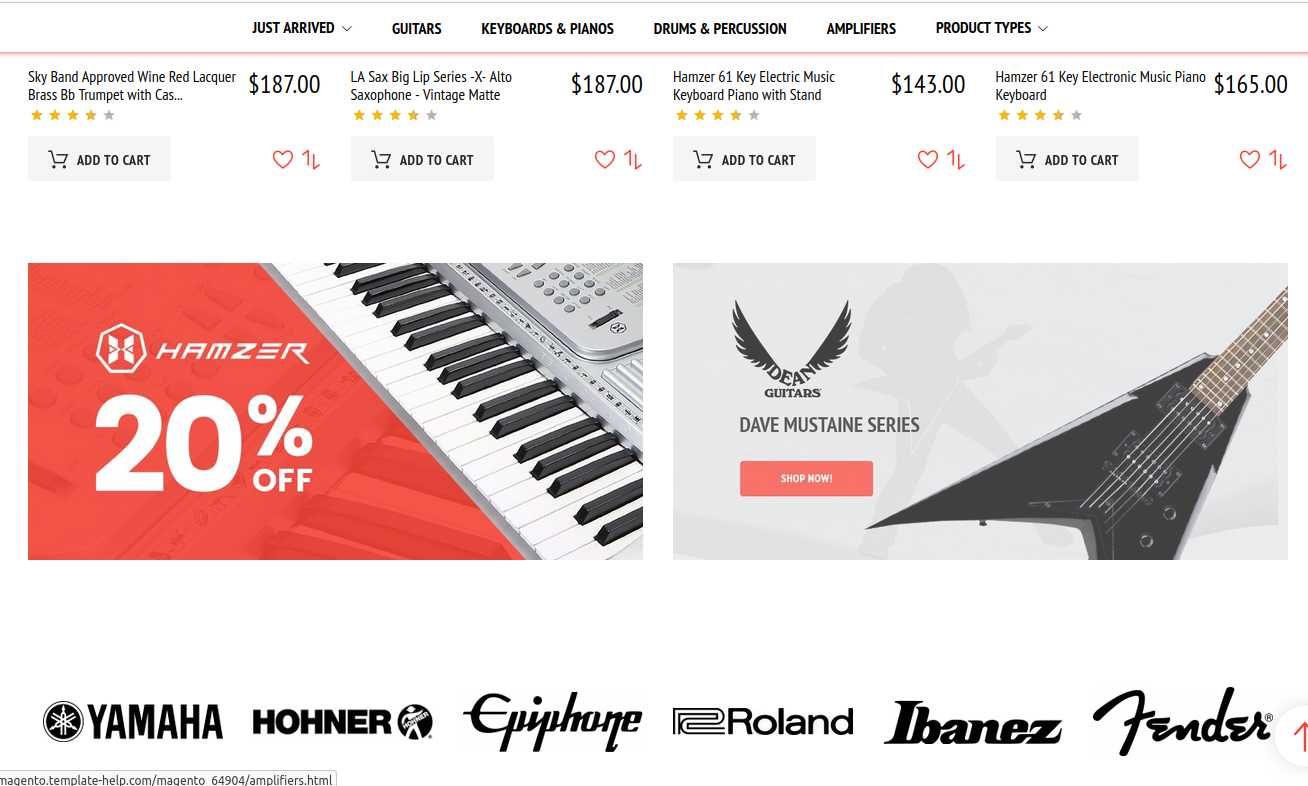 JUST ARRIVED
GUITARS
KEYBOARDS & PIANOS
DRUMS & PERCUSSION
AMPLIFIERS
PRODUCT TYPES
Sky Band Approved Wine Red Lacquer
Brass Bb Trumpet with Cas...
$187.00
ADD TO CART
LA Sax Big Lip Series -X- Alto
Saxophone - Vintage Matte
$187.00
ADD TO CART
Hamzer 61 Key Electric Music
Keyboard Piano with Stand
$143.00
ADD TO CART
Hamzer 61 Key Electronic Music Piano
Keyboard
$165.00
ADD TO CART
HAMZER
20%
OFF
DEAN
GUITARS
DAVE MUSTAINE SERIES
SHOP NOW!
YAMAHA
HOHNER
Epiphone
Roland
Ibanez
Fender®
magento.template-help.com/magento_64904/amplifiers.html